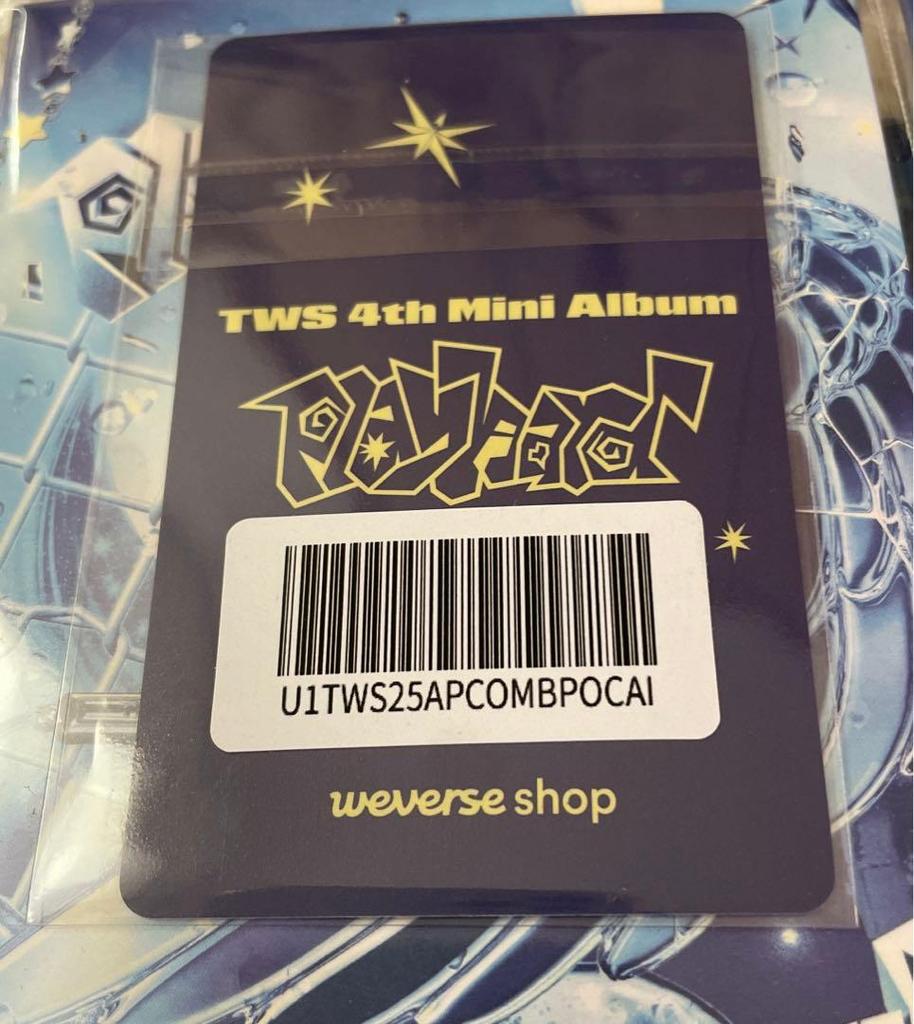 TWS 4th Mini Album
play hard
U1TWS25APCOMBPOCAI
weverse shop